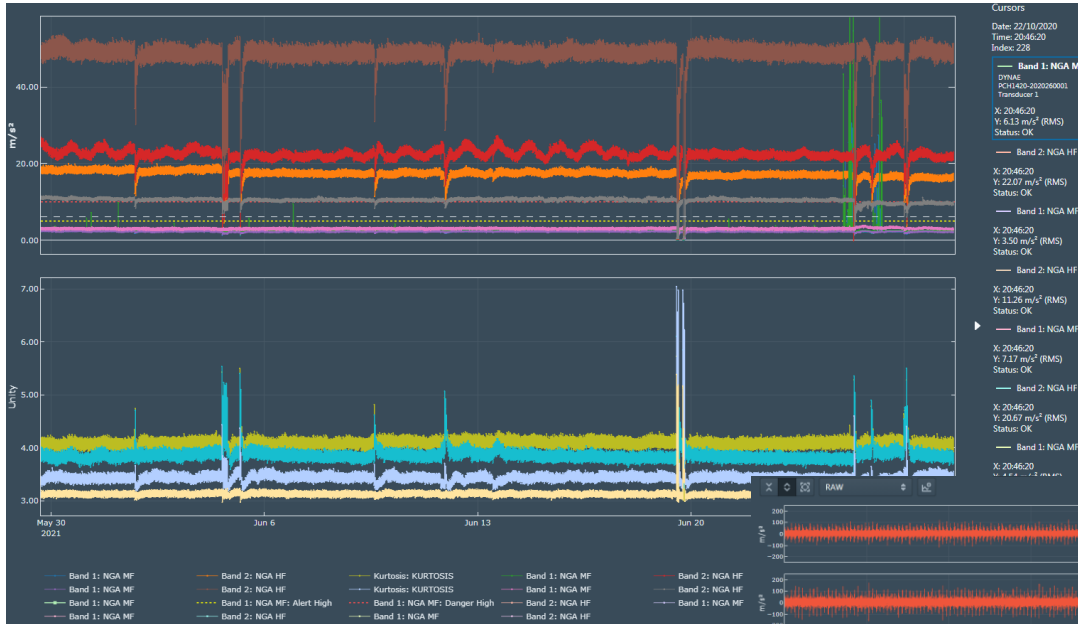 Cursors
Date: 22/10/2020
Time: 20:46:20
Index: 228
Band 1: NGA M
DYNAE
PCH1420-2020260001
Transducer 1
X: 20:46:20
Y: 6.13 m/s² (RMS)
Status: OK
Band 2: NGA HF
X: 20:46:20
Y: 22.07 m/s² (RMS)
Status: OK
Band 1: NGA MF
X: 20:46:20
Y: 3.50 m/s² (RMS)
Status: OK
Band 2: NGA HF
X: 20:46:20
Y: 11.26 m/s² (RMS)
Status: OK
Band 1: NGA MF
X: 20:46:20
Y: 7.17 m/s² (RMS)
Status: OK
Band 2: NGA HF
X: 20:46:20
Y: 20.67 m/s² (RMS)
Status: OK
Band 1: NGA MF
X: 20:46:20
m/s²
40.00
20.00
0.00
Unity
7.00
6.00
5.00
4.00
3.00
May 30 Jun 6 Jun 13 Jun 20
2021
RAW
m/s²
200
100
0
−100
m/s²
200
100
0
−100
Band 1: NGA MF Band 2: NGA HF Kurtosis: KURTOSIS Band 1: NGA MF Band 2: NGA HF
Band 1: NGA MF Band 2: NGA HF Kurtosis: KURTOSIS Band 1: NGA MF Band 2: NGA HF
Band 1: NGA MF Band 1: NGA MF: Alert High Band 1: NGA MF: Danger High Band 2: NGA HF Band 1: NGA MF
Band 1: NGA MF Band 2: NGA HF Band 1: NGA MF Band 2: NGA HF